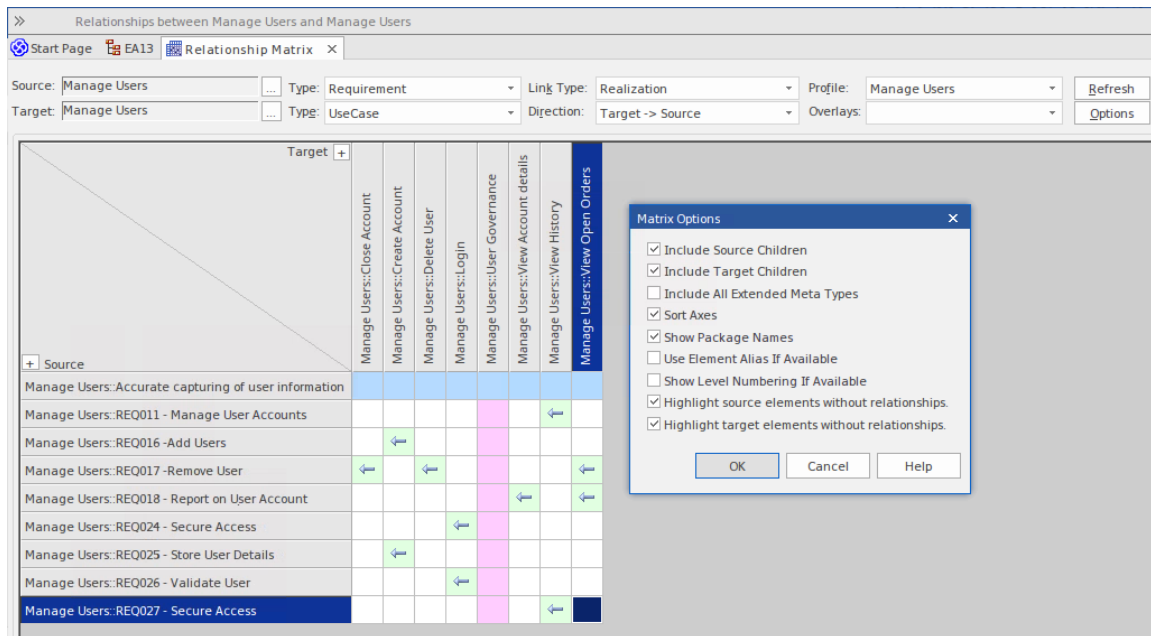 Relationships between Manage Users and Manage Users
Start Page EA13 Relationship Matrix
Source: Manage Users ... Type: Requirement Link Type: Realization Profile: Manage Users Refresh
Target: Manage Users ... Type: UseCase Direction: Target -> Source Overlays: Options
Target +
+ Source
Manage Users::Close Account
Manage Users::Create Account
Manage Users::Delete User
Manage Users::Login
Manage Users::User Governance
Manage Users::View Account details
Manage Users::View History
Manage Users::View Open Orders
Manage Users::Accurate capturing of user information
Manage Users::REQ011 - Manage User Accounts
Manage Users::REQ016 -Add Users
Manage Users::REQ017 -Remove User
Manage Users::REQ018 - Report on User Account
Manage Users::REQ024 - Secure Access
Manage Users::REQ025 - Store User Details
Manage Users::REQ026 - Validate User
Manage Users::REQ027 - Secure Access
Matrix Options
Include Source Children
Include Target Children
Include All Extended Meta Types
Sort Axes
Show Package Names
Use Element Alias If Available
Show Level Numbering If Available
Highlight source elements without relationships.
Highlight target elements without relationships.
OK Cancel Help